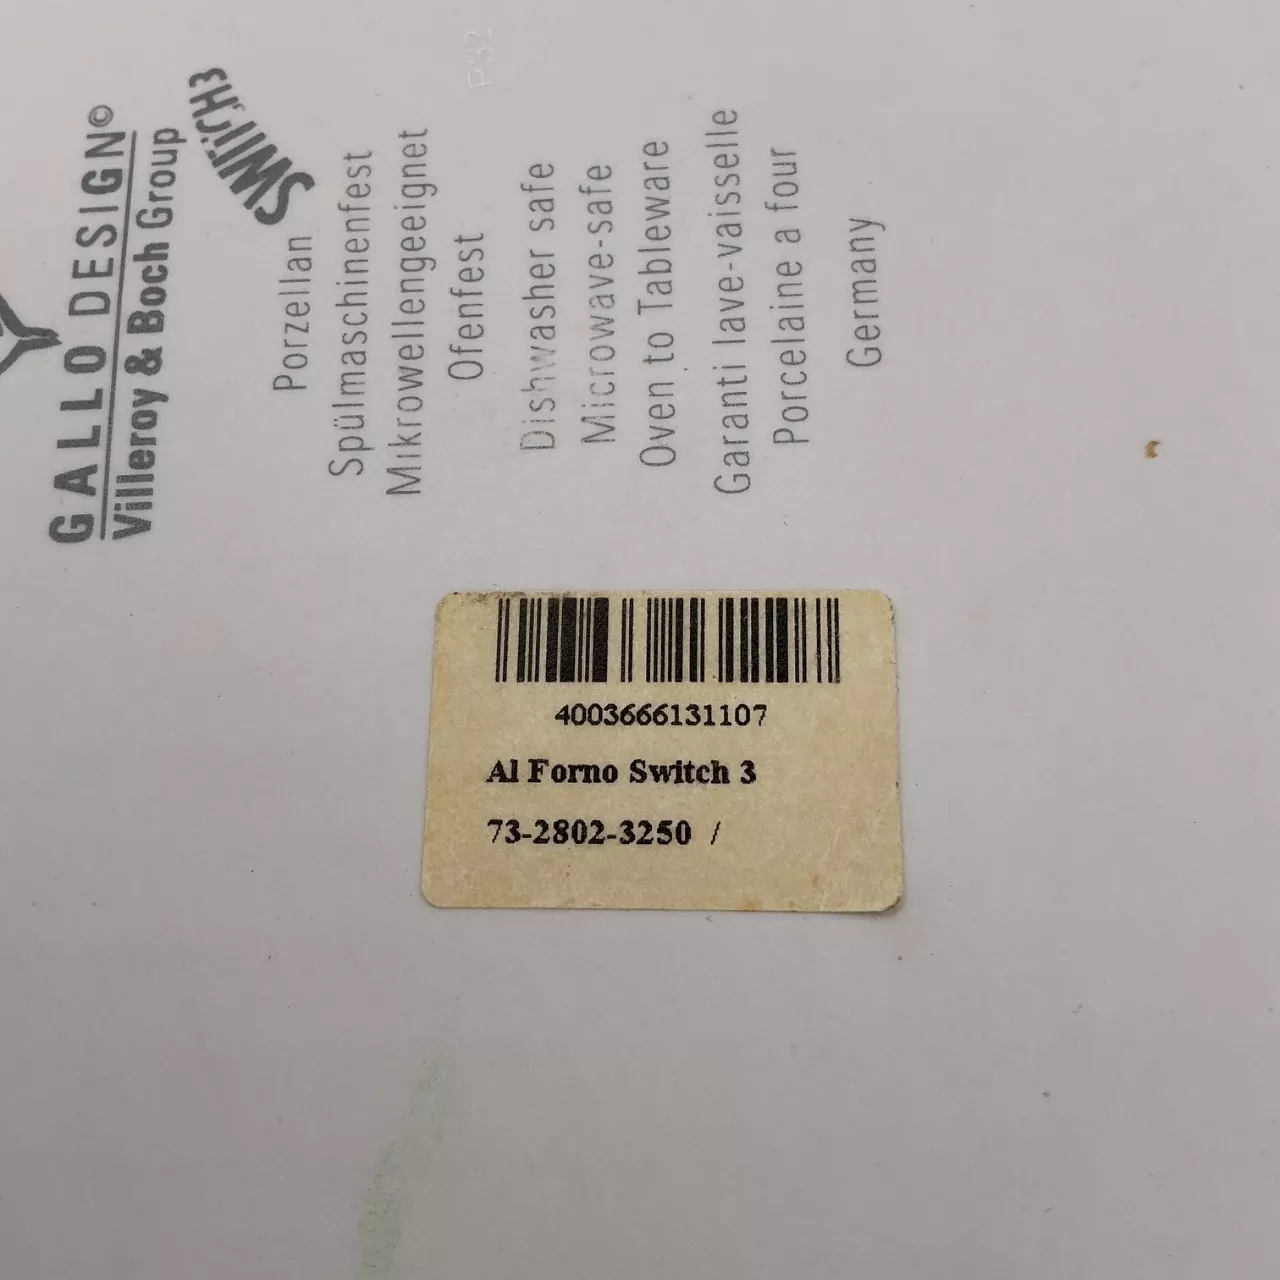 GALLO DESIGN©
Villeroy & Boch Group
SWITCH3
Porzellan
Spülmaschinenfest
Mikrowellengeeignet
Ofenfest
Dishwasher safe
Microwave-safe
Oven to Tableware
Garanti lave-vaisselle
Porcelaine a four
Germany
P32
4003666131107
Al Forno Switch 3
73-2802-3250 /